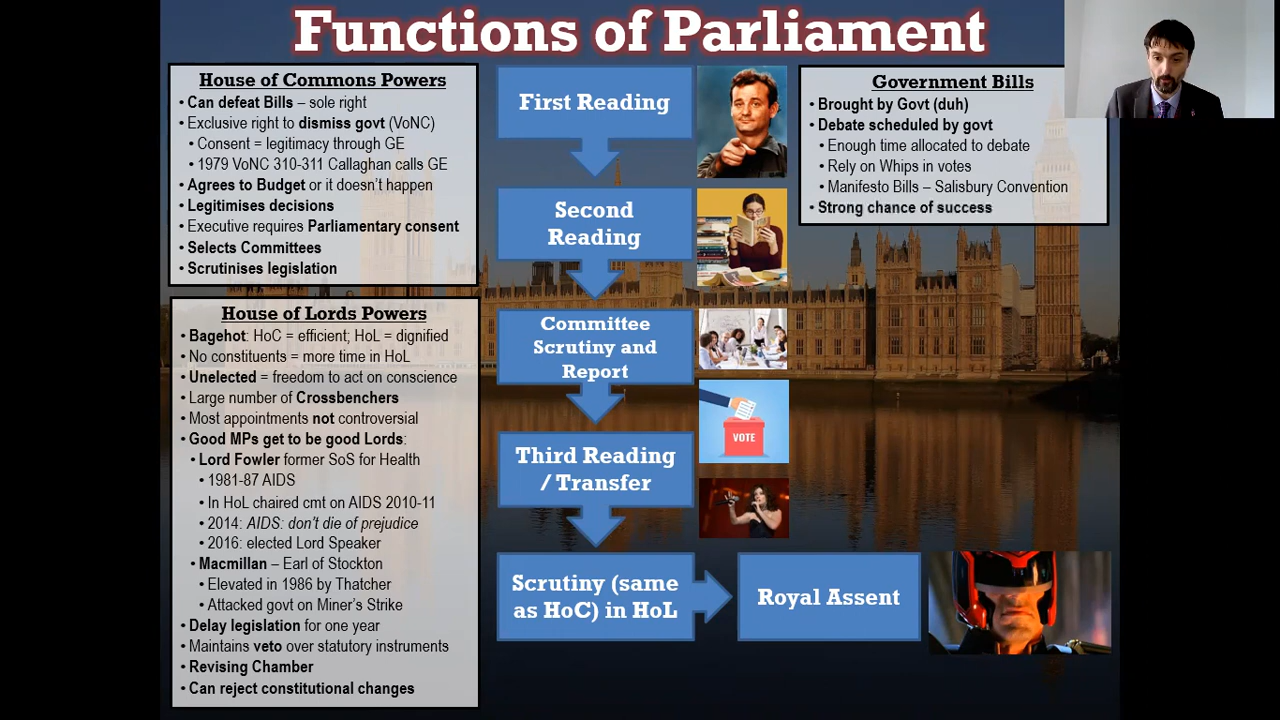 Functions of Parliament
House of Commons Powers
• Can defeat Bills – sole right
• Exclusive right to dismiss govt (VoNC)
• Consent = legitimacy through GE
• 1979 VoNC 310-311 Callaghan calls GE
• Agrees to Budget or it doesn't happen
• Legitimises decisions
• Executive requires Parliamentary consent
• Selects Committees
• Scrutinises legislation
House of Lords Powers
• Bagehot: HoC = efficient; HoL = dignified
• No constituents = more time in HoL
• Unelected = freedom to act on conscience
• Large number of Crossbenchers
• Most appointments not controversial
• Good MPs get to be good Lords:
• Lord Fowler former SoS for Health
• 1981-87 AIDS
• In HoL chaired cmt on AIDS 2010-11
• 2014: AIDS: don't die of prejudice
• 2016: elected Lord Speaker
• Macmillan – Earl of Stockton
• Elevated in 1986 by Thatcher
• Attacked govt on Miner's Strike
• Delay legislation for one year
• Maintains veto over statutory instruments
• Revising Chamber
• Can reject constitutional changes
First Reading
Second
Reading
Committee
Scrutiny and
Report
VOTE
Third Reading
/ Transfer
Scrutiny (same
as HoC) in HoL
Royal Assent
Government Bills
• Brought by Govt (duh)
• Debate scheduled by govt
• Enough time allocated to debate
• Rely on Whips in votes
• Manifesto Bills – Salisbury Convention
• Strong chance of success